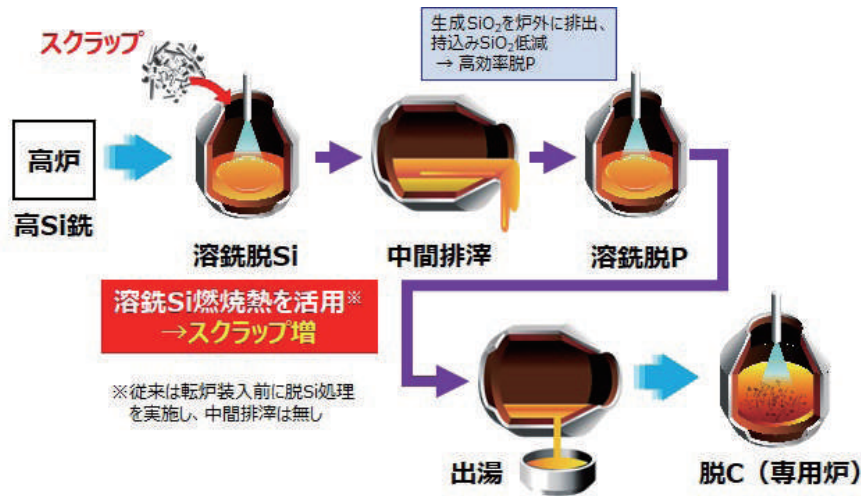 スクラップ
生成SiO₂を炉外に排出、
持込みSiO₂低減
→ 高効率脱P
高炉
高Si銑
溶銑脱Si
中間排滓
溶銑脱P
溶銑Si燃焼熱を活用※
→スクラップ増
※従来は転炉装入前に脱Si処理
を実施し、中間排滓は無し
出湯
脱C（専用炉）